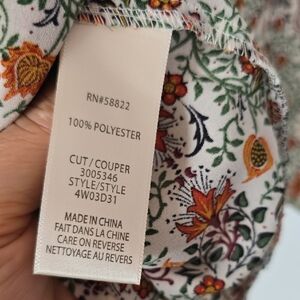 RN#58822
100% POLYESTER
CUT / COUPER
3005346
STYLE/STYLE
4W03D31
MADE IN CHINA
FAIT DANS LA CHINE
CARE ON REVERSE
NETTOYAGE AU REVERS